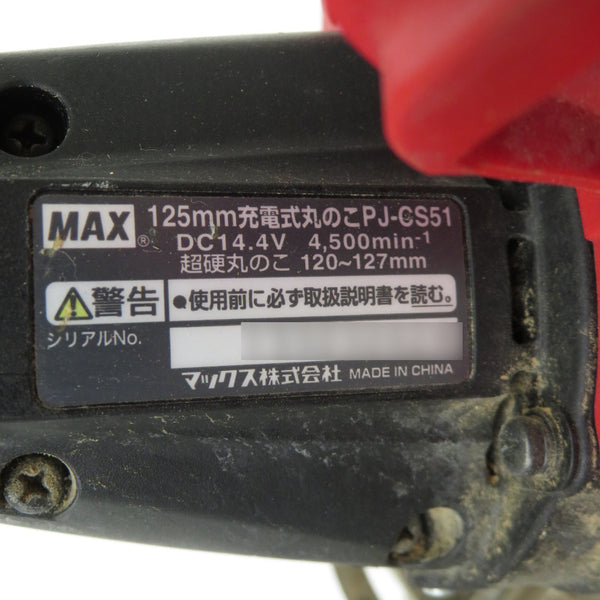 MAX® 125mm充電式丸のこPJ-CS51
DC14.4V 4,500min-1
超硬丸のこ 120~127mm
警告 ●使用前に必ず取扱説明書を読む。
シリアルNo.
マックス株式会社 MADE IN CHINA